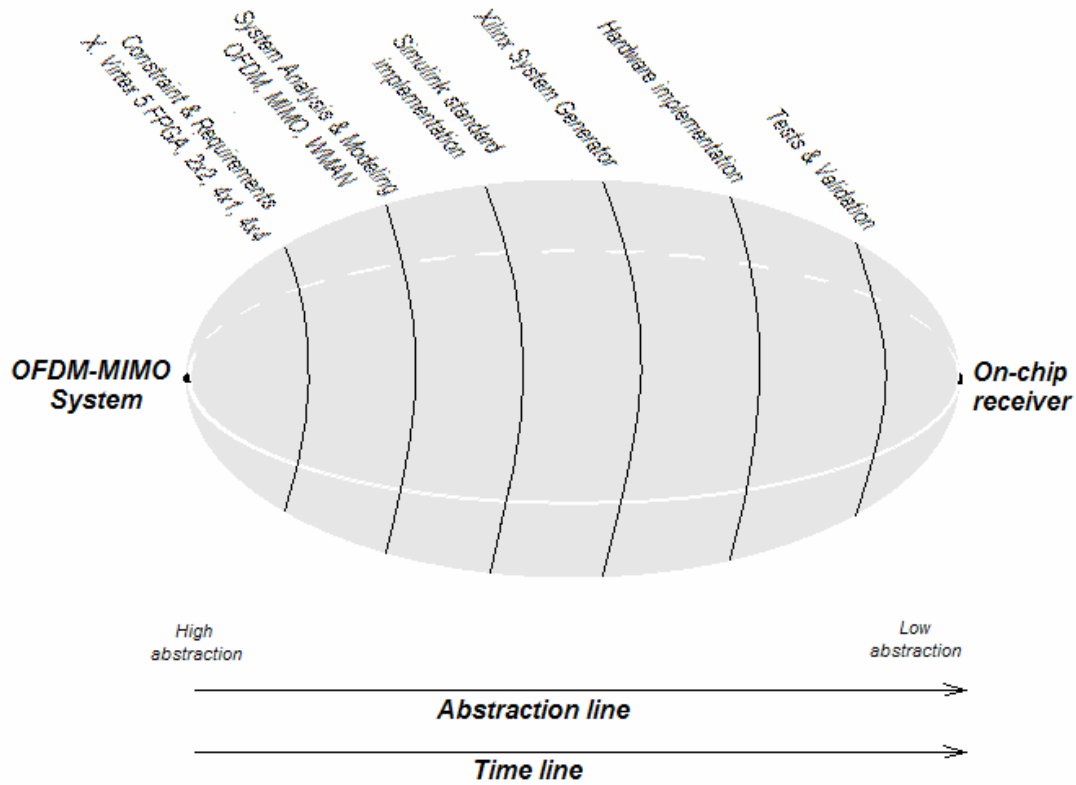 Constraint & Requirements
X. Virtex 5 FPGA, 2x2, 4x1, 4x4
System Analysis & Modeling
OFDM, MIMO, WMAN
Simulink standard
implementation
Xilinx System Generator
Hardware implementation
Tests & Validation
OFDM-MIMO
System
On-chip
receiver
High
abstraction
Low
abstraction
Abstraction line
Time line